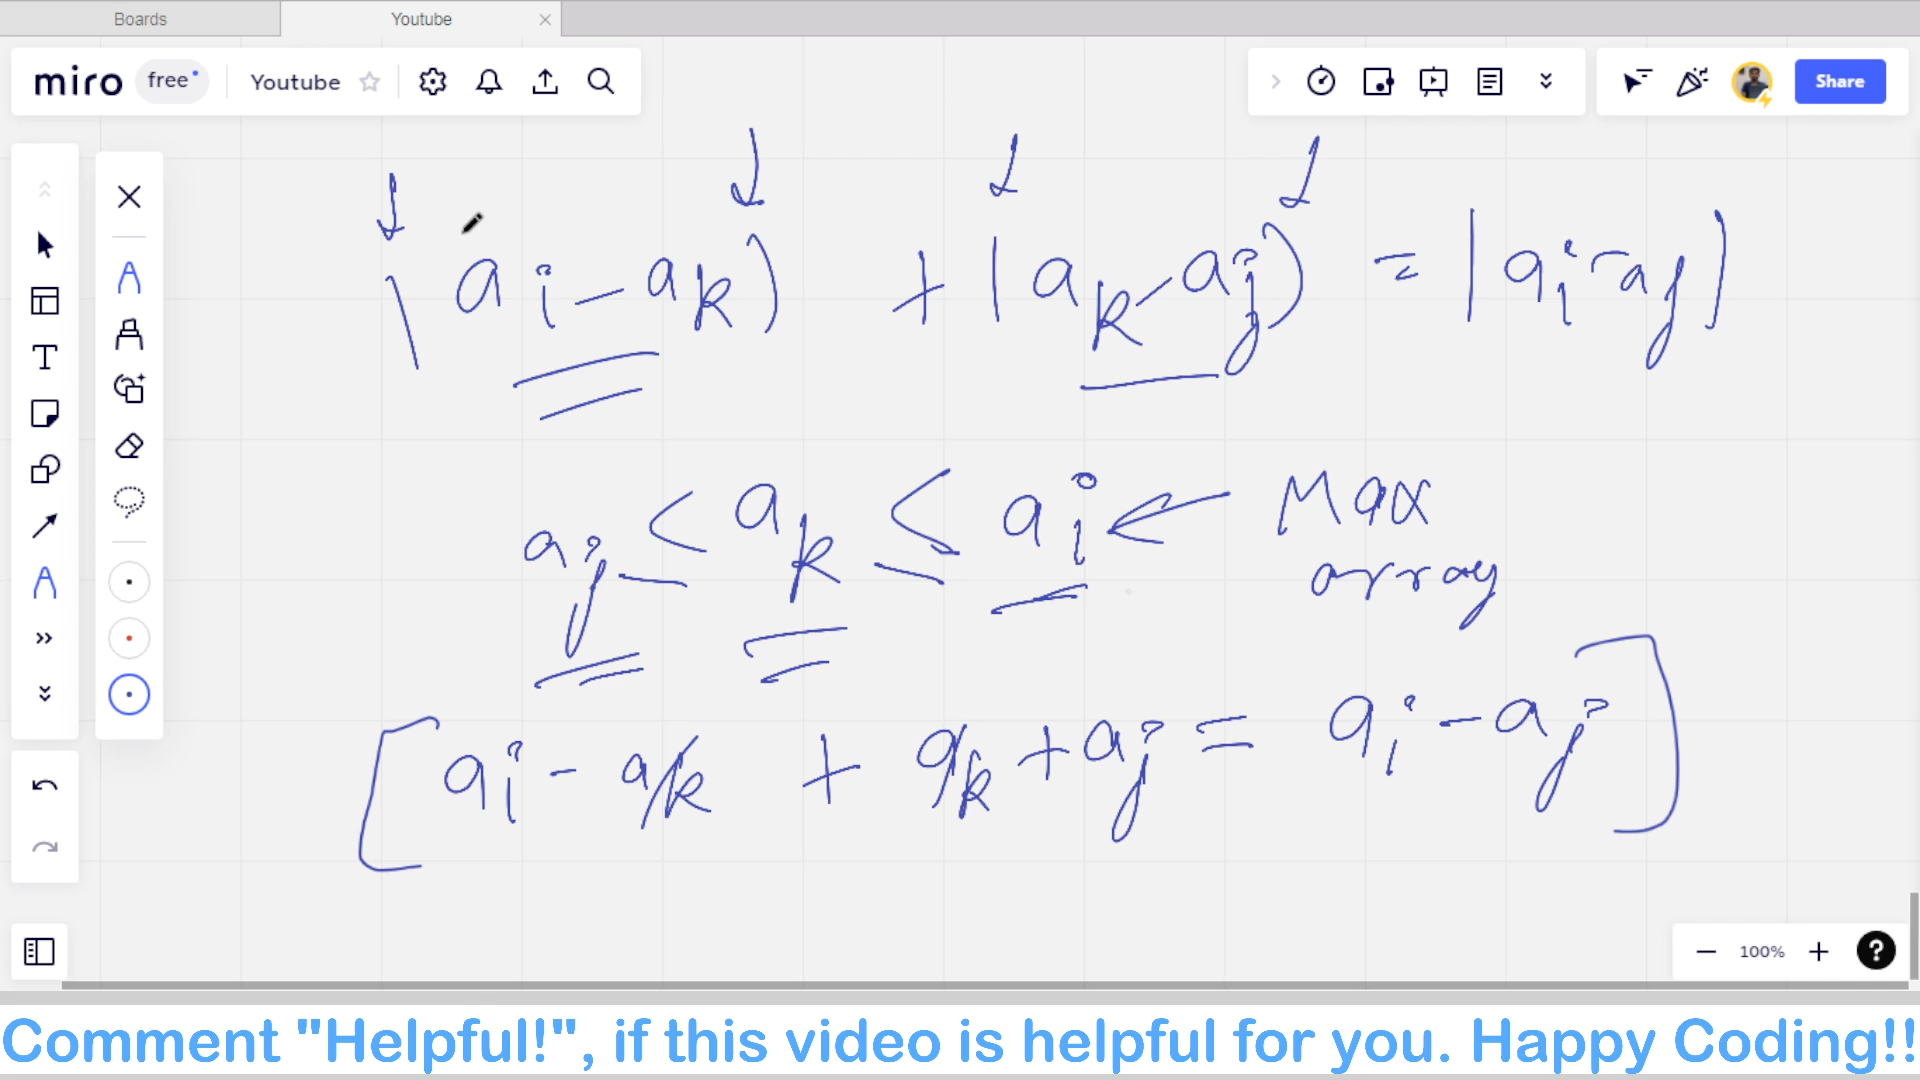 Boards
Youtube
miro free Youtube
Share
|ai - ak) + |ak - aj) = |ai - aj|
aj ≤ ak ≤ ai ← Max
array
[ai - ak + ak + aj = ai - aj]
100%
Comment "Helpful!", if this video is helpful for you. Happy Coding!!